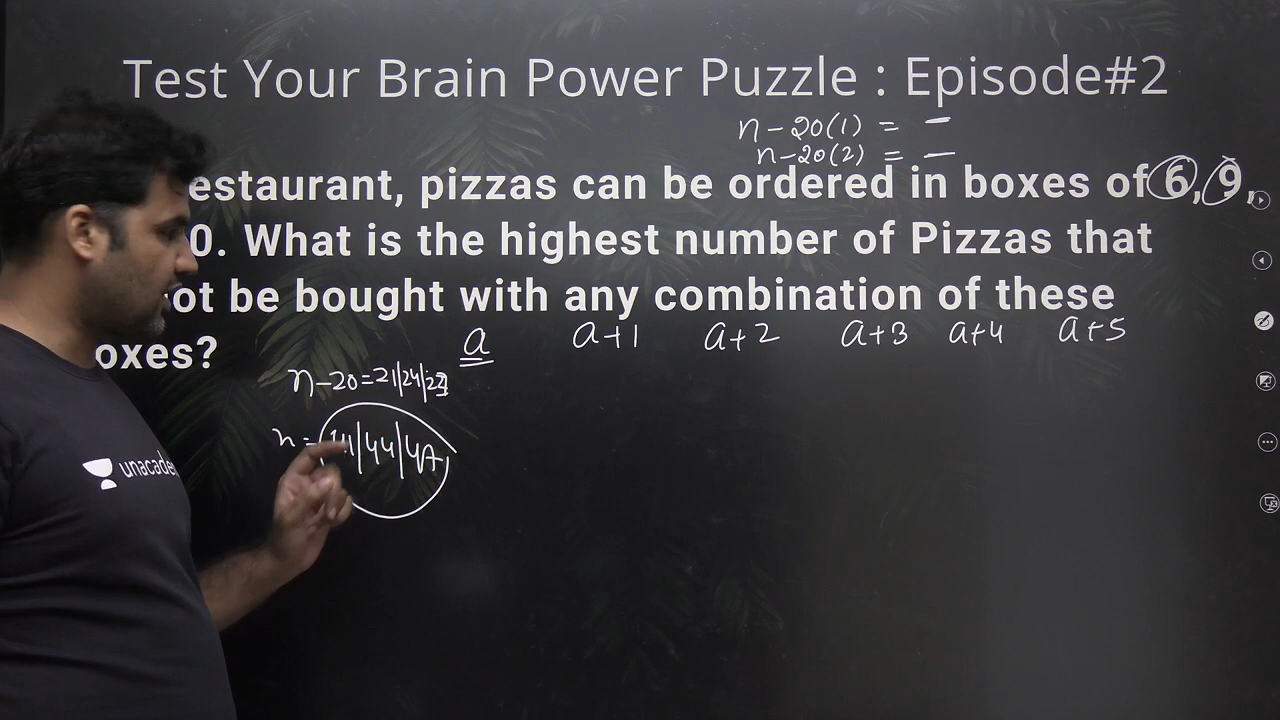 Test Your Brain Power Puzzle : Episode#2
n-20(1) = -
n-20(2) = -
estaurant, pizzas can be ordered in boxes of 6, 9,
0. What is the highest number of Pizzas that
ot be bought with any combination of these
oxes?
a a+1 a+2 a+3 a+4 a+5
n-20=21|24|27
n = 41|44|47
unacade